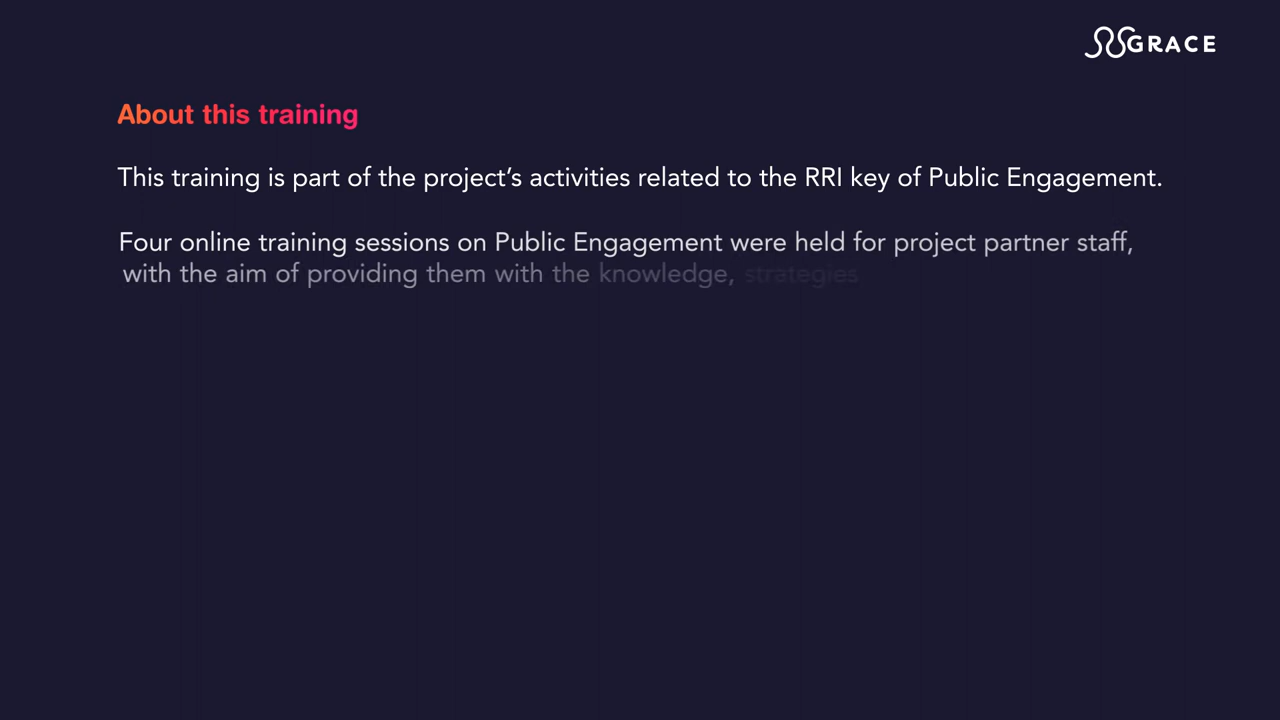 GRACE
About this training
This training is part of the project's activities related to the RRI key of Public Engagement.
Four online training sessions on Public Engagement were held for project partner staff,
with the aim of providing them with the knowledge, strategies